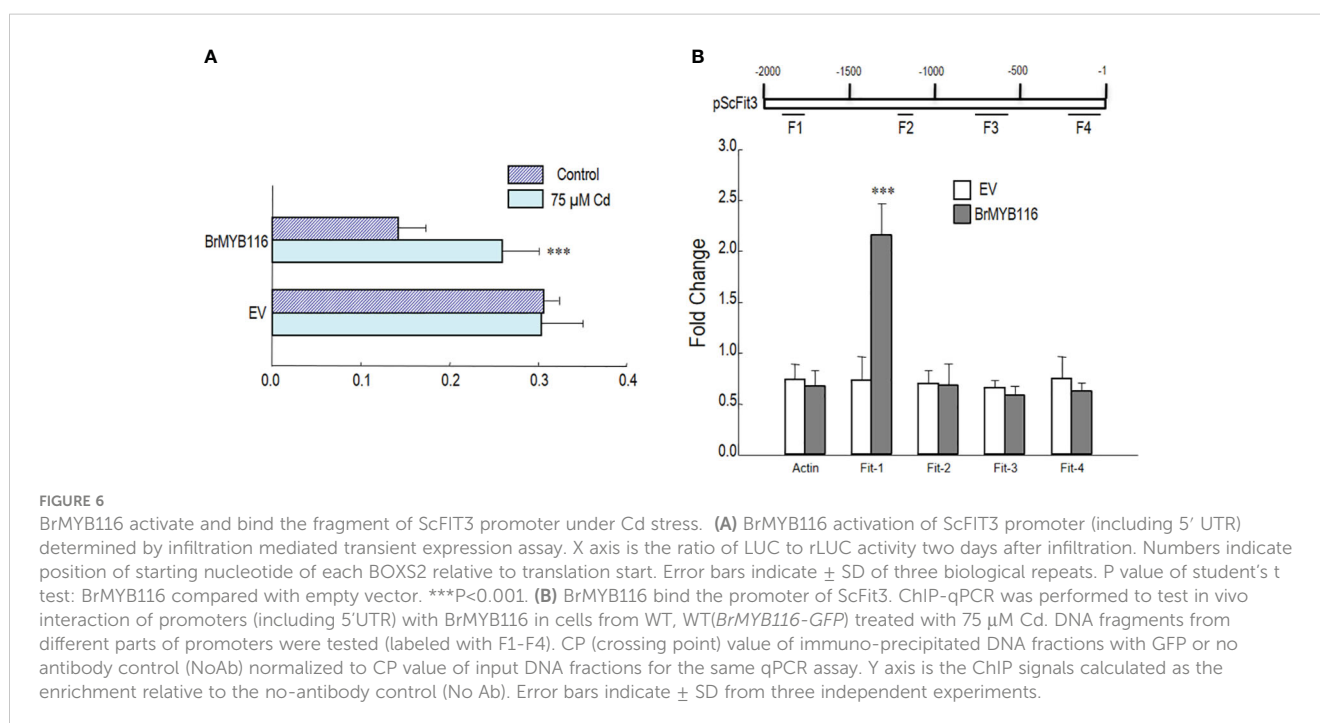 A
Control
75 µM Cd
BrMYB116
***
EV
0.0 0.1 0.2 0.3 0.4
B
-2000 -1500 -1000 -500 -1
pScFit3
F1 F2 F3 F4
3.0
2.5
2.0
1.5
1.0
0.5
0.0
Fold Change
***
EV
BrMYB116
Actin Fit-1 Fit-2 Fit-3 Fit-4
FIGURE 6
BrMYB116 activate and bind the fragment of ScFIT3 promoter under Cd stress. (A) BrMYB116 activation of ScFIT3 promoter (including 5′ UTR)
determined by infiltration mediated transient expression assay. X axis is the ratio of LUC to rLUC activity two days after infiltration. Numbers indicate
position of starting nucleotide of each BOXS2 relative to translation start. Error bars indicate ± SD of three biological repeats. P value of student's t
test: BrMYB116 compared with empty vector. ***P<0.001. (B) BrMYB116 bind the promoter of ScFit3. ChIP-qPCR was performed to test in vivo
interaction of promoters (including 5'UTR) with BrMYB116 in cells from WT, WT(BrMYB116-GFP) treated with 75 µM Cd. DNA fragments from
different parts of promoters were tested (labeled with F1-F4). CP (crossing point) value of immuno-precipitated DNA fractions with GFP or no
antibody control (NoAb) normalized to CP value of input DNA fractions for the same qPCR assay. Y axis is the ChIP signals calculated as the
enrichment relative to the no-antibody control (No Ab). Error bars indicate ± SD from three independent experiments.